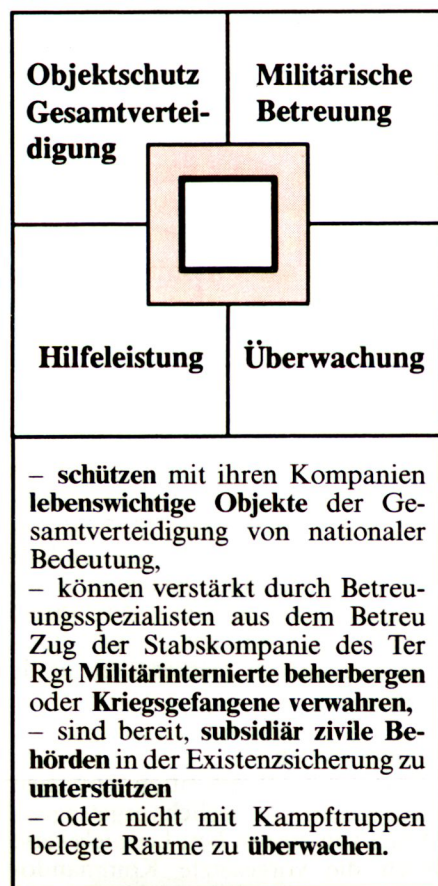 Objektschutz
Gesamtvertei-
digung
Militärische
Betreuung
Hilfeleistung
Überwachung
– schützen mit ihren Kompanien
lebenswichtige Objekte der Ge-
samtverteidigung von nationaler
Bedeutung,
– können verstärkt durch Betreu-
ungsspezialisten aus dem Betreu
Zug der Stabskompanie des Ter
Rgt Militärinternierte beherbergen
oder Kriegsgefangene verwahren,
– sind bereit, subsidiär zivile Be-
hörden in der Existenzsicherung zu
unterstützen
– oder nicht mit Kampftruppen
belegte Räume zu überwachen.